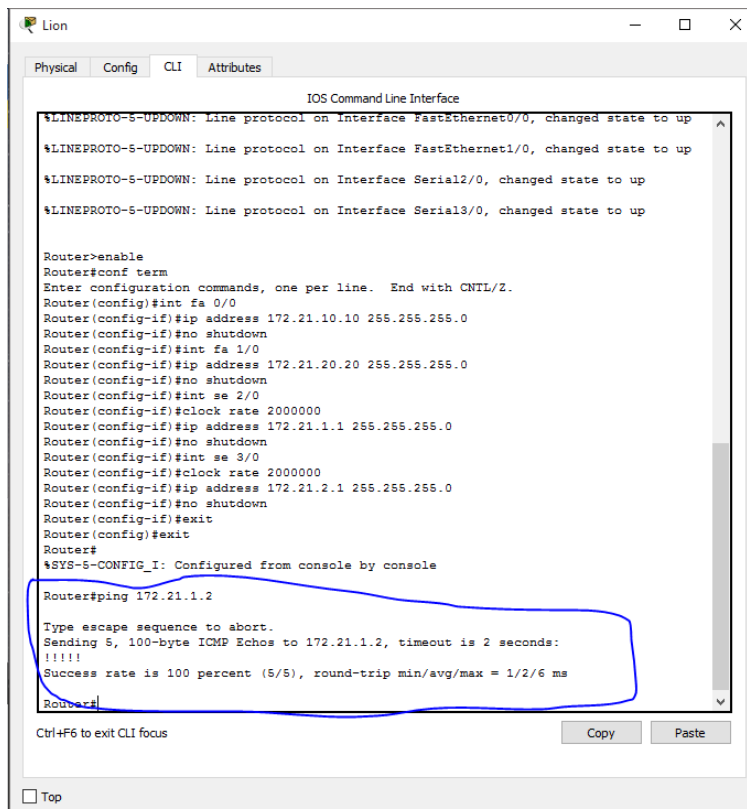 Lion
Physical Config CLI Attributes
IOS Command Line Interface
%LINEPROTO-5-UPDOWN: Line protocol on Interface FastEthernet0/0, changed state to up
%LINEPROTO-5-UPDOWN: Line protocol on Interface FastEthernet1/0, changed state to up
%LINEPROTO-5-UPDOWN: Line protocol on Interface Serial2/0, changed state to up
%LINEPROTO-5-UPDOWN: Line protocol on Interface Serial3/0, changed state to up
Router>enable
Router#conf term
Enter configuration commands, one per line.  End with CNTL/Z.
Router(config)#int fa 0/0
Router(config-if)#ip address 172.21.10.10 255.255.255.0
Router(config-if)#no shutdown
Router(config-if)#int fa 1/0
Router(config-if)#ip address 172.21.20.20 255.255.255.0
Router(config-if)#no shutdown
Router(config-if)#int se 2/0
Router(config-if)#clock rate 2000000
Router(config-if)#ip address 172.21.1.1 255.255.255.0
Router(config-if)#no shutdown
Router(config-if)#int se 3/0
Router(config-if)#clock rate 2000000
Router(config-if)#ip address 172.21.2.1 255.255.255.0
Router(config-if)#no shutdown
Router(config-if)#exit
Router(config)#exit
Router#
%SYS-5-CONFIG_I: Configured from console by console
Router#ping 172.21.1.2
Type escape sequence to abort.
Sending 5, 100-byte ICMP Echos to 172.21.1.2, timeout is 2 seconds:
!!!!!
Success rate is 100 percent (5/5), round-trip min/avg/max = 1/2/6 ms
Router#
Ctrl+F6 to exit CLI focus
Copy Paste
Top